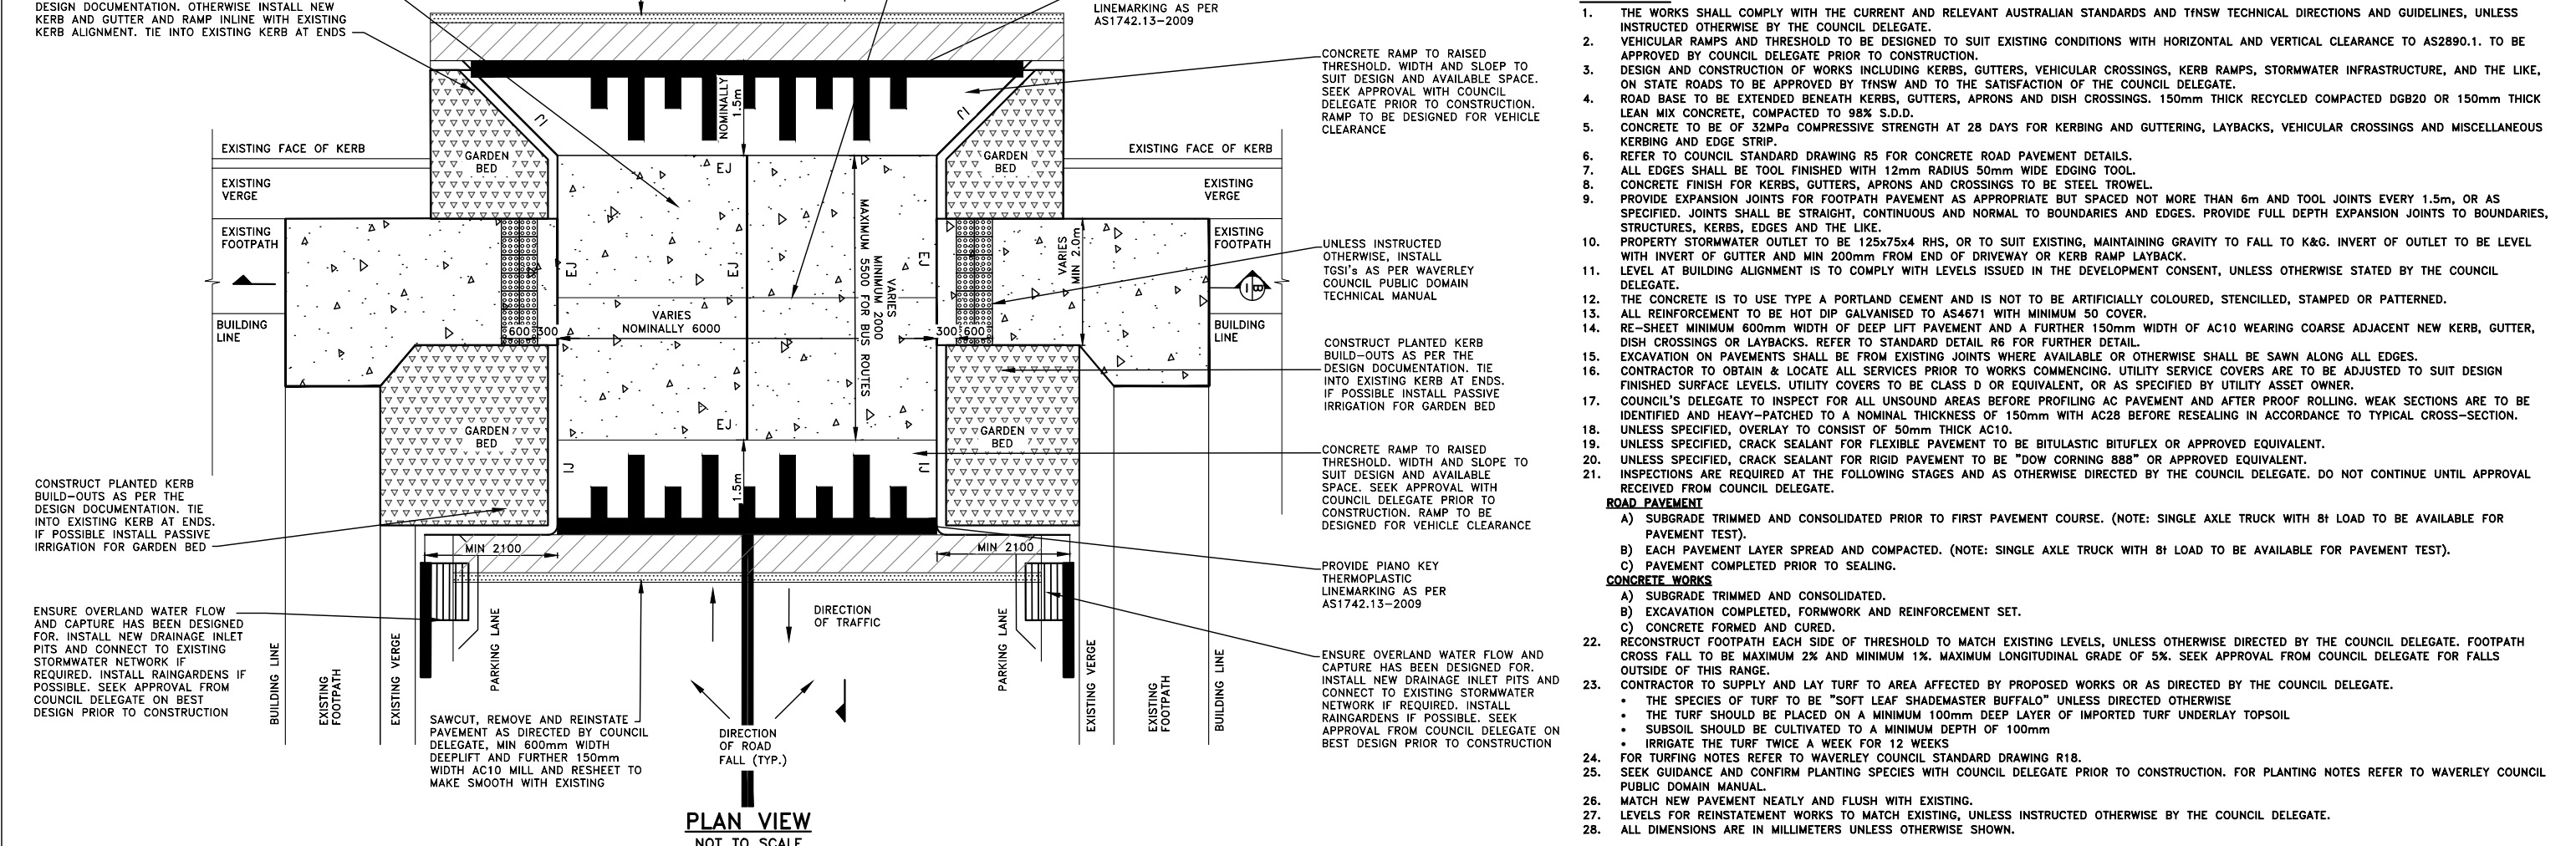 DESIGN DOCUMENTATION. OTHERWISE INSTALL NEW
KERB AND GUTTER AND RAMP INLINE WITH EXISTING
KERB ALIGNMENT. TIE INTO EXISTING KERB AT ENDS
LINEMARKING AS PER
AS1742.13-2009
CONCRETE RAMP TO RAISED
THRESHOLD. WIDTH AND SLOEP TO
SUIT DESIGN AND AVAILABLE SPACE.
SEEK APPROVAL WITH COUNCIL
DELEGATE PRIOR TO CONSTRUCTION.
RAMP TO BE DESIGNED FOR VEHICLE
CLEARANCE
NOMINALLY
1.5m
IJ
IJ
EXISTING FACE OF KERB
GARDEN
BED
EJ
GARDEN
BED
EXISTING FACE OF KERB
EXISTING
VERGE
EXISTING
VERGE
EXISTING
FOOTPATH
EXISTING
FOOTPATH
EJ
EJ
EJ
MAXIMUM 5500 FOR BUS ROUTES
MINIMUM 2000
VARIES
VARIES
MIN 2.0m
B
UNLESS INSTRUCTED
OTHERWISE, INSTALL
TGSI's AS PER WAVERLEY
COUNCIL PUBLIC DOMAIN
TECHNICAL MANUAL
BUILDING
LINE
600 300
VARIES
NOMINALLY 6000
300 600
BUILDING
LINE
CONSTRUCT PLANTED KERB
BUILD-OUTS AS PER THE
DESIGN DOCUMENTATION. TIE
INTO EXISTING KERB AT ENDS.
IF POSSIBLE INSTALL PASSIVE
IRRIGATION FOR GARDEN BED
GARDEN
BED
EJ
GARDEN
BED
IJ
IJ
1.5m
CONCRETE RAMP TO RAISED
THRESHOLD. WIDTH AND SLOPE TO
SUIT DESIGN AND AVAILABLE
SPACE. SEEK APPROVAL WITH
COUNCIL DELEGATE PRIOR TO
CONSTRUCTION. RAMP TO BE
DESIGNED FOR VEHICLE CLEARANCE
CONSTRUCT PLANTED KERB
BUILD-OUTS AS PER THE
DESIGN DOCUMENTATION. TIE
INTO EXISTING KERB AT ENDS.
IF POSSIBLE INSTALL PASSIVE
IRRIGATION FOR GARDEN BED
MIN 2100
MIN 2100
PROVIDE PIANO KEY
THERMOPLASTIC
LINEMARKING AS PER
AS1742.13-2009
ENSURE OVERLAND WATER FLOW
AND CAPTURE HAS BEEN DESIGNED
FOR. INSTALL NEW DRAINAGE INLET
PITS AND CONNECT TO EXISTING
STORMWATER NETWORK IF
REQUIRED. INSTALL RAINGARDENS IF
POSSIBLE. SEEK APPROVAL FROM
COUNCIL DELEGATE ON BEST
DESIGN PRIOR TO CONSTRUCTION
BUILDING LINE
EXISTING
FOOTPATH
EXISTING VERGE
PARKING LANE
DIRECTION
OF TRAFFIC
PARKING LANE
EXISTING VERGE
EXISTING
FOOTPATH
BUILDING LINE
ENSURE OVERLAND WATER FLOW AND
CAPTURE HAS BEEN DESIGNED FOR.
INSTALL NEW DRAINAGE INLET PITS AND
CONNECT TO EXISTING STORMWATER
NETWORK IF REQUIRED. INSTALL
RAINGARDENS IF POSSIBLE. SEEK
APPROVAL FROM COUNCIL DELEGATE ON
BEST DESIGN PRIOR TO CONSTRUCTION
SAWCUT, REMOVE AND REINSTATE
PAVEMENT AS DIRECTED BY COUNCIL
DELEGATE, MIN 600mm WIDTH
DEEPLIFT AND FURTHER 150mm
WIDTH AC10 MILL AND RESHEET TO
MAKE SMOOTH WITH EXISTING
DIRECTION
OF ROAD
FALL (TYP.)
PLAN VIEW
NOT TO SCALE
1. THE WORKS SHALL COMPLY WITH THE CURRENT AND RELEVANT AUSTRALIAN STANDARDS AND TfNSW TECHNICAL DIRECTIONS AND GUIDELINES, UNLESS
INSTRUCTED OTHERWISE BY THE COUNCIL DELEGATE.
2. VEHICULAR RAMPS AND THRESHOLD TO BE DESIGNED TO SUIT EXISTING CONDITIONS WITH HORIZONTAL AND VERTICAL CLEARANCE TO AS2890.1. TO BE
APPROVED BY COUNCIL DELEGATE PRIOR TO CONSTRUCTION.
3. DESIGN AND CONSTRUCTION OF WORKS INCLUDING KERBS, GUTTERS, VEHICULAR CROSSINGS, KERB RAMPS, STORMWATER INFRASTRUCTURE, AND THE LIKE,
ON STATE ROADS TO BE APPROVED BY TfNSW AND TO THE SATISFACTION OF THE COUNCIL DELEGATE.
4. ROAD BASE TO BE EXTENDED BENEATH KERBS, GUTTERS, APRONS AND DISH CROSSINGS. 150mm THICK RECYCLED COMPACTED DGB20 OR 150mm THICK
LEAN MIX CONCRETE, COMPACTED TO 98% S.D.D.
5. CONCRETE TO BE OF 32MPa COMPRESSIVE STRENGTH AT 28 DAYS FOR KERBING AND GUTTERING, LAYBACKS, VEHICULAR CROSSINGS AND MISCELLANEOUS
KERBING AND EDGE STRIP.
6. REFER TO COUNCIL STANDARD DRAWING R5 FOR CONCRETE ROAD PAVEMENT DETAILS.
7. ALL EDGES SHALL BE TOOL FINISHED WITH 12mm RADIUS 50mm WIDE EDGING TOOL.
8. CONCRETE FINISH FOR KERBS, GUTTERS, APRONS AND CROSSINGS TO BE STEEL TROWEL.
9. PROVIDE EXPANSION JOINTS FOR FOOTPATH PAVEMENT AS APPROPRIATE BUT SPACED NOT MORE THAN 6m AND TOOL JOINTS EVERY 1.5m, OR AS
SPECIFIED. JOINTS SHALL BE STRAIGHT, CONTINUOUS AND NORMAL TO BOUNDARIES AND EDGES. PROVIDE FULL DEPTH EXPANSION JOINTS TO BOUNDARIES,
STRUCTURES, KERBS, EDGES AND THE LIKE.
10. PROPERTY STORMWATER OUTLET TO BE 125x75x4 RHS, OR TO SUIT EXISTING, MAINTAINING GRAVITY TO FALL TO K&G. INVERT OF OUTLET TO BE LEVEL
WITH INVERT OF GUTTER AND MIN 200mm FROM END OF DRIVEWAY OR KERB RAMP LAYBACK.
11. LEVEL AT BUILDING ALIGNMENT IS TO COMPLY WITH LEVELS ISSUED IN THE DEVELOPMENT CONSENT, UNLESS OTHERWISE STATED BY THE COUNCIL
DELEGATE.
12. THE CONCRETE IS TO USE TYPE A PORTLAND CEMENT AND IS NOT TO BE ARTIFICIALLY COLOURED, STENCILLED, STAMPED OR PATTERNED.
13. ALL REINFORCEMENT TO BE HOT DIP GALVANISED TO AS4671 WITH MINIMUM 50 COVER.
14. RE-SHEET MINIMUM 600mm WIDTH OF DEEP LIFT PAVEMENT AND A FURTHER 150mm WIDTH OF AC10 WEARING COARSE ADJACENT NEW KERB, GUTTER,
DISH CROSSINGS OR LAYBACKS. REFER TO STANDARD DETAIL R6 FOR FURTHER DETAIL.
15. EXCAVATION ON PAVEMENTS SHALL BE FROM EXISTING JOINTS WHERE AVAILABLE OR OTHERWISE SHALL BE SAWN ALONG ALL EDGES.
16. CONTRACTOR TO OBTAIN & LOCATE ALL SERVICES PRIOR TO WORKS COMMENCING. UTILITY SERVICE COVERS ARE TO BE ADJUSTED TO SUIT DESIGN
FINISHED SURFACE LEVELS. UTILITY COVERS TO BE CLASS D OR EQUIVALENT, OR AS SPECIFIED BY UTILITY ASSET OWNER.
17. COUNCIL'S DELEGATE TO INSPECT FOR ALL UNSOUND AREAS BEFORE PROFILING AC PAVEMENT AND AFTER PROOF ROLLING. WEAK SECTIONS ARE TO BE
IDENTIFIED AND HEAVY-PATCHED TO A NOMINAL THICKNESS OF 150mm WITH AC28 BEFORE RESEALING IN ACCORDANCE TO TYPICAL CROSS-SECTION.
18. UNLESS SPECIFIED, OVERLAY TO CONSIST OF 50mm THICK AC10.
19. UNLESS SPECIFIED, CRACK SEALANT FOR FLEXIBLE PAVEMENT TO BE BITULASTIC BITUFLEX OR APPROVED EQUIVALENT.
20. UNLESS SPECIFIED, CRACK SEALANT FOR RIGID PAVEMENT TO BE "DOW CORNING 888" OR APPROVED EQUIVALENT.
21. INSPECTIONS ARE REQUIRED AT THE FOLLOWING STAGES AND AS OTHERWISE DIRECTED BY THE COUNCIL DELEGATE. DO NOT CONTINUE UNTIL APPROVAL
RECEIVED FROM COUNCIL DELEGATE.
ROAD PAVEMENT
A) SUBGRADE TRIMMED AND CONSOLIDATED PRIOR TO FIRST PAVEMENT COURSE. (NOTE: SINGLE AXLE TRUCK WITH 8t LOAD TO BE AVAILABLE FOR
PAVEMENT TEST).
B) EACH PAVEMENT LAYER SPREAD AND COMPACTED. (NOTE: SINGLE AXLE TRUCK WITH 8t LOAD TO BE AVAILABLE FOR PAVEMENT TEST).
C) PAVEMENT COMPLETED PRIOR TO SEALING.
CONCRETE WORKS
A) SUBGRADE TRIMMED AND CONSOLIDATED.
B) EXCAVATION COMPLETED, FORMWORK AND REINFORCEMENT SET.
C) CONCRETE FORMED AND CURED.
22. RECONSTRUCT FOOTPATH EACH SIDE OF THRESHOLD TO MATCH EXISTING LEVELS, UNLESS OTHERWISE DIRECTED BY THE COUNCIL DELEGATE. FOOTPATH
CROSS FALL TO BE MAXIMUM 2% AND MINIMUM 1%. MAXIMUM LONGITUDINAL GRADE OF 5%. SEEK APPROVAL FROM COUNCIL DELEGATE FOR FALLS
OUTSIDE OF THIS RANGE.
23. CONTRACTOR TO SUPPLY AND LAY TURF TO AREA AFFECTED BY PROPOSED WORKS OR AS DIRECTED BY THE COUNCIL DELEGATE.
• THE SPECIES OF TURF TO BE "SOFT LEAF SHADEMASTER BUFFALO" UNLESS DIRECTED OTHERWISE
• THE TURF SHOULD BE PLACED ON A MINIMUM 100mm DEEP LAYER OF IMPORTED TURF UNDERLAY TOPSOIL
• SUBSOIL SHOULD BE CULTIVATED TO A MINIMUM DEPTH OF 100mm
• IRRIGATE THE TURF TWICE A WEEK FOR 12 WEEKS
24. FOR TURFING NOTES REFER TO WAVERLEY COUNCIL STANDARD DRAWING R18.
25. SEEK GUIDANCE AND CONFIRM PLANTING SPECIES WITH COUNCIL DELEGATE PRIOR TO CONSTRUCTION. FOR PLANTING NOTES REFER TO WAVERLEY COUNCIL
PUBLIC DOMAIN MANUAL.
26. MATCH NEW PAVEMENT NEATLY AND FLUSH WITH EXISTING.
27. LEVELS FOR REINSTATEMENT WORKS TO MATCH EXISTING, UNLESS INSTRUCTED OTHERWISE BY THE COUNCIL DELEGATE.
28. ALL DIMENSIONS ARE IN MILLIMETERS UNLESS OTHERWISE SHOWN.